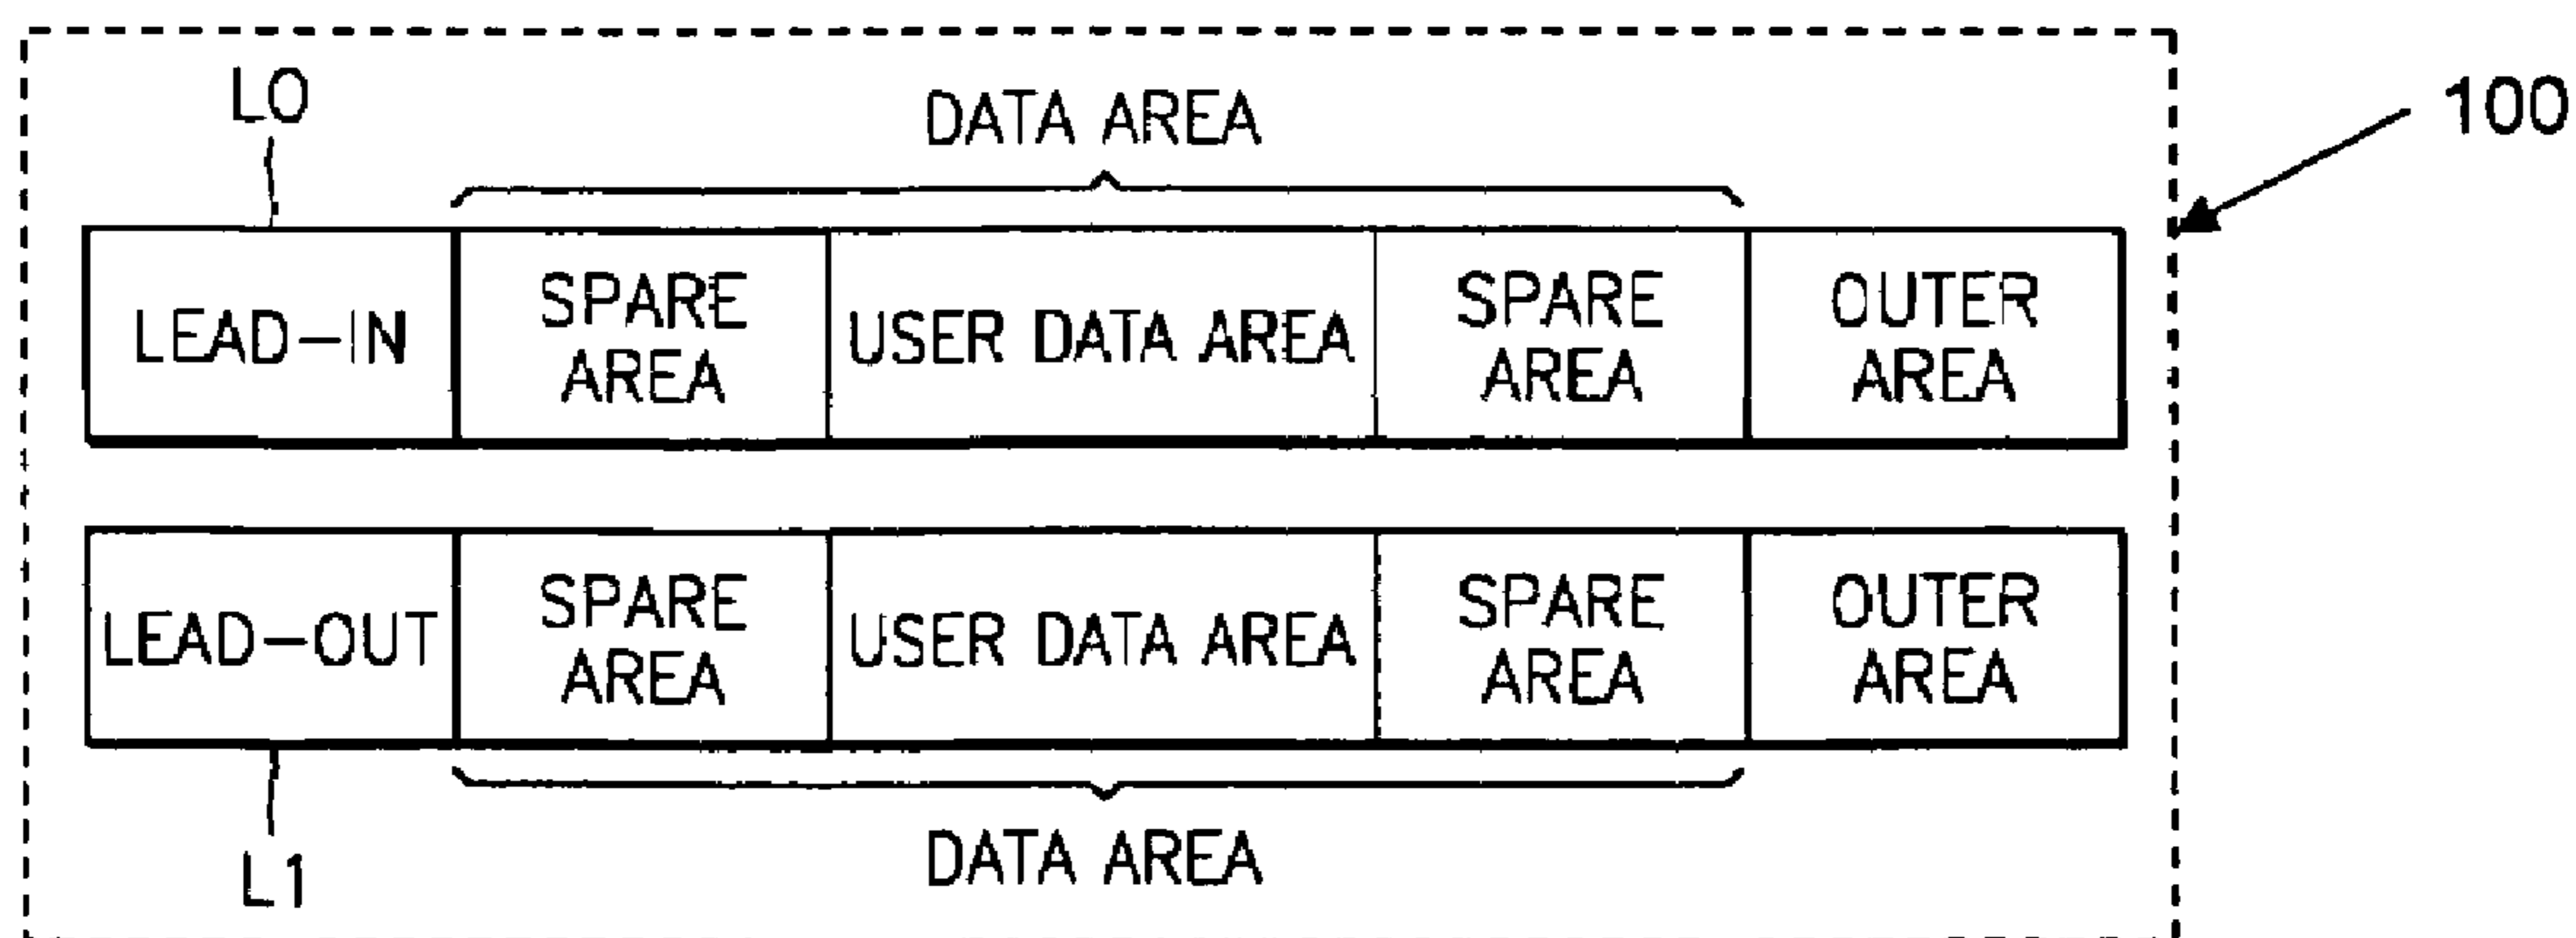 L0
DATA AREA
100
LEAD-IN
SPARE
AREA
USER DATA AREA
SPARE
AREA
OUTER
AREA
LEAD-OUT
SPARE
AREA
USER DATA AREA
SPARE
AREA
OUTER
AREA
L1
DATA AREA